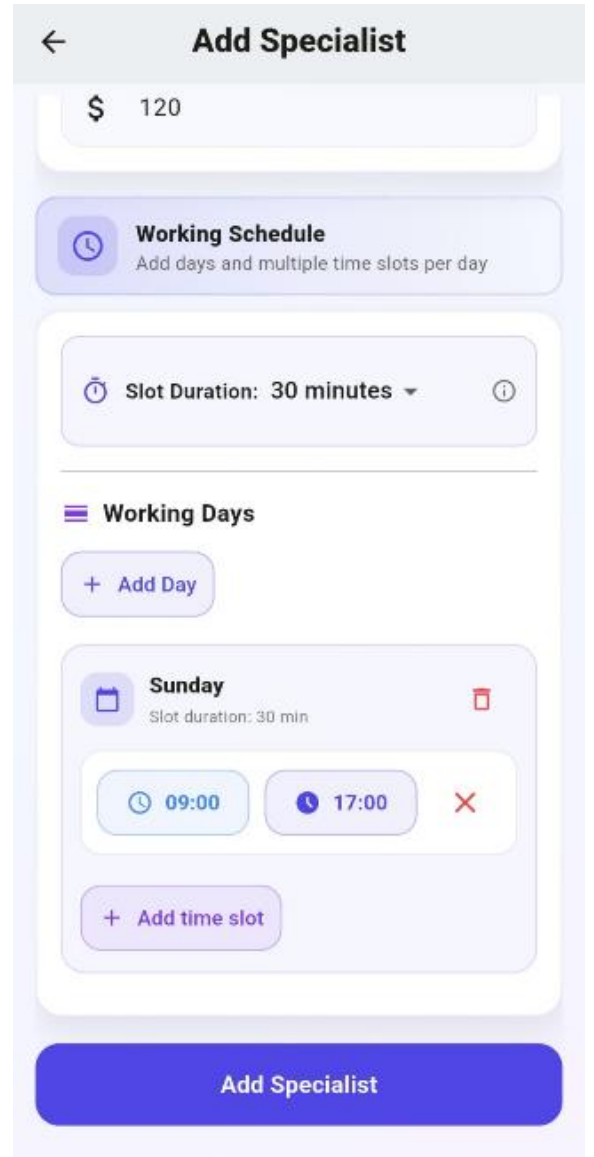 Add Specialist
$ 120
Working Schedule
Add days and multiple time slots per day
Slot Duration: 30 minutes
Working Days
+ Add Day
Sunday
Slot duration: 30 min
09:00 17:00
+ Add time slot
Add Specialist